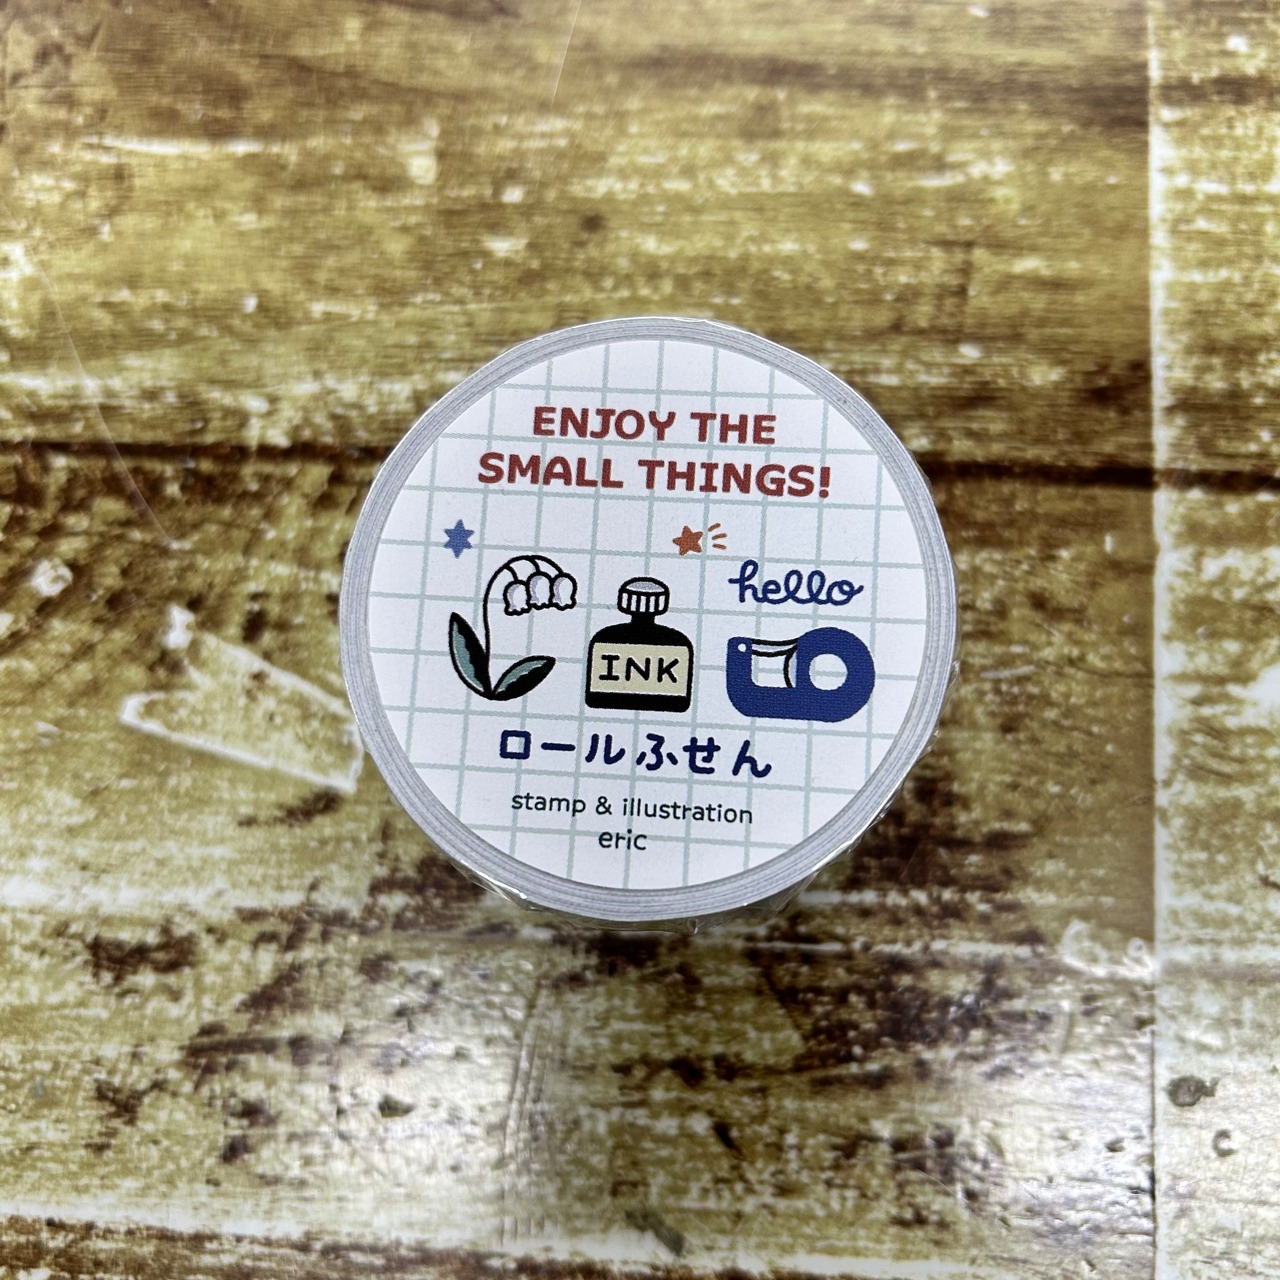 ENJOY THE
SMALL THINGS!
hello
INK
ロールふせん
stamp & illustration
eric